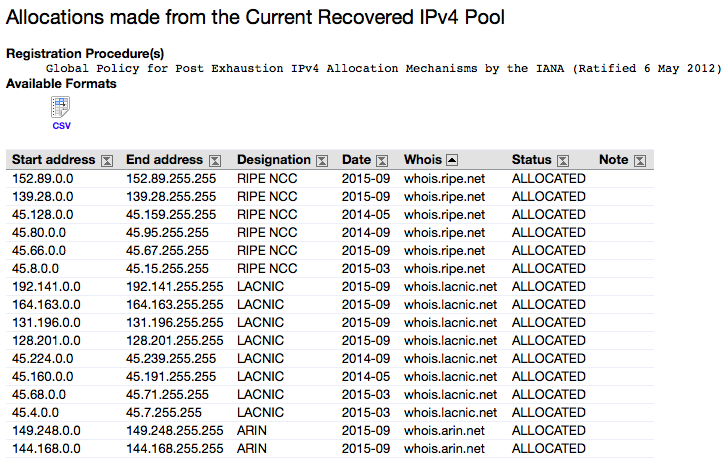 Allocations made from the Current Recovered IPv4 Pool
Registration Procedure(s)
Global Policy for Post Exhaustion IPv4 Allocation Mechanisms by the IANA (Ratified 6 May 2012)
Available Formats
CSV
Start address End address Designation Date Whois Status Note
152.89.0.0 152.89.255.255 RIPE NCC 2015-09 whois.ripe.net ALLOCATED
139.28.0.0 139.28.255.255 RIPE NCC 2015-09 whois.ripe.net ALLOCATED
45.128.0.0 45.159.255.255 RIPE NCC 2014-05 whois.ripe.net ALLOCATED
45.80.0.0 45.95.255.255 RIPE NCC 2014-09 whois.ripe.net ALLOCATED
45.66.0.0 45.67.255.255 RIPE NCC 2015-09 whois.ripe.net ALLOCATED
45.8.0.0 45.15.255.255 RIPE NCC 2015-03 whois.ripe.net ALLOCATED
192.141.0.0 192.141.255.255 LACNIC 2015-09 whois.lacnic.net ALLOCATED
164.163.0.0 164.163.255.255 LACNIC 2015-09 whois.lacnic.net ALLOCATED
131.196.0.0 131.196.255.255 LACNIC 2015-09 whois.lacnic.net ALLOCATED
128.201.0.0 128.201.255.255 LACNIC 2015-09 whois.lacnic.net ALLOCATED
45.224.0.0 45.239.255.255 LACNIC 2014-09 whois.lacnic.net ALLOCATED
45.160.0.0 45.191.255.255 LACNIC 2014-05 whois.lacnic.net ALLOCATED
45.68.0.0 45.71.255.255 LACNIC 2015-03 whois.lacnic.net ALLOCATED
45.4.0.0 45.7.255.255 LACNIC 2015-03 whois.lacnic.net ALLOCATED
149.248.0.0 149.248.255.255 ARIN 2015-09 whois.arin.net ALLOCATED
144.168.0.0 144.168.255.255 ARIN 2015-09 whois.arin.net ALLOCATED